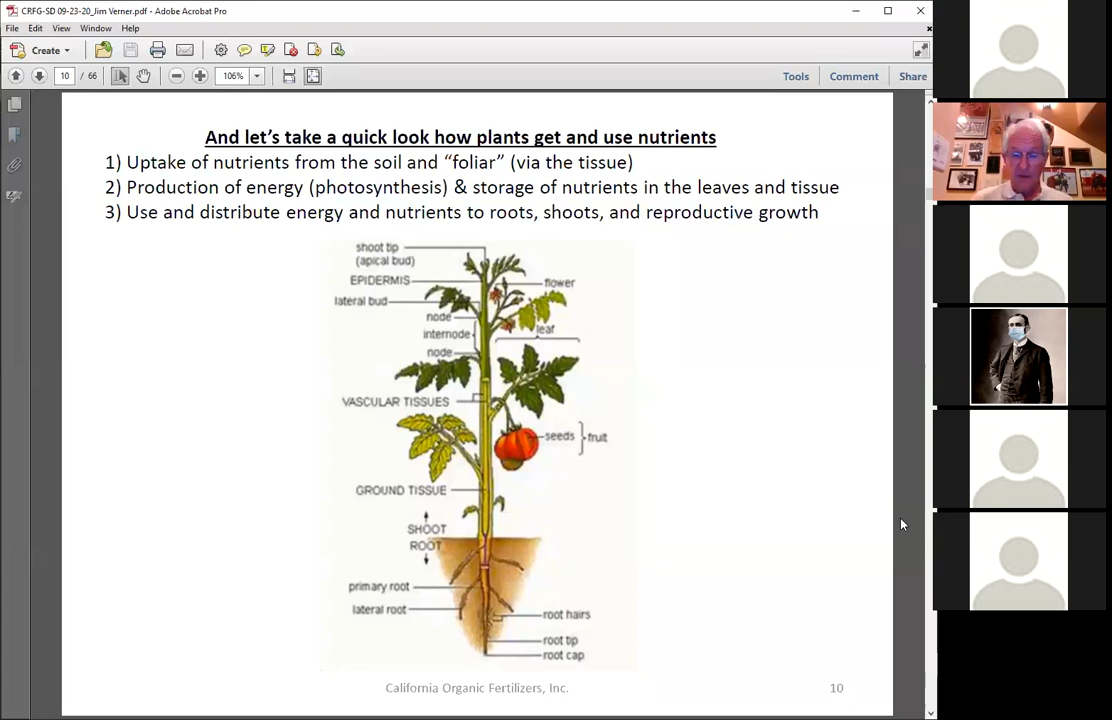 CRFG-SD 09-23-20_Jim Verner.pdf - Adobe Acrobat Pro
File Edit View Window Help
Create
10 / 66
106%
Tools Comment Share
And let's take a quick look how plants get and use nutrients
1) Uptake of nutrients from the soil and “foliar” (via the tissue)
2) Production of energy (photosynthesis) & storage of nutrients in the leaves and tissue
3) Use and distribute energy and nutrients to roots, shoots, and reproductive growth
shoot tip
(apical bud)
EPIDERMIS
flower
lateral bud
node
leaf
internode
node
VASCULAR TISSUES
seeds
fruit
GROUND TISSUE
SHOOT
ROOT
primary root
lateral root
root hairs
root tip
root cap
California Organic Fertilizers, Inc.
10